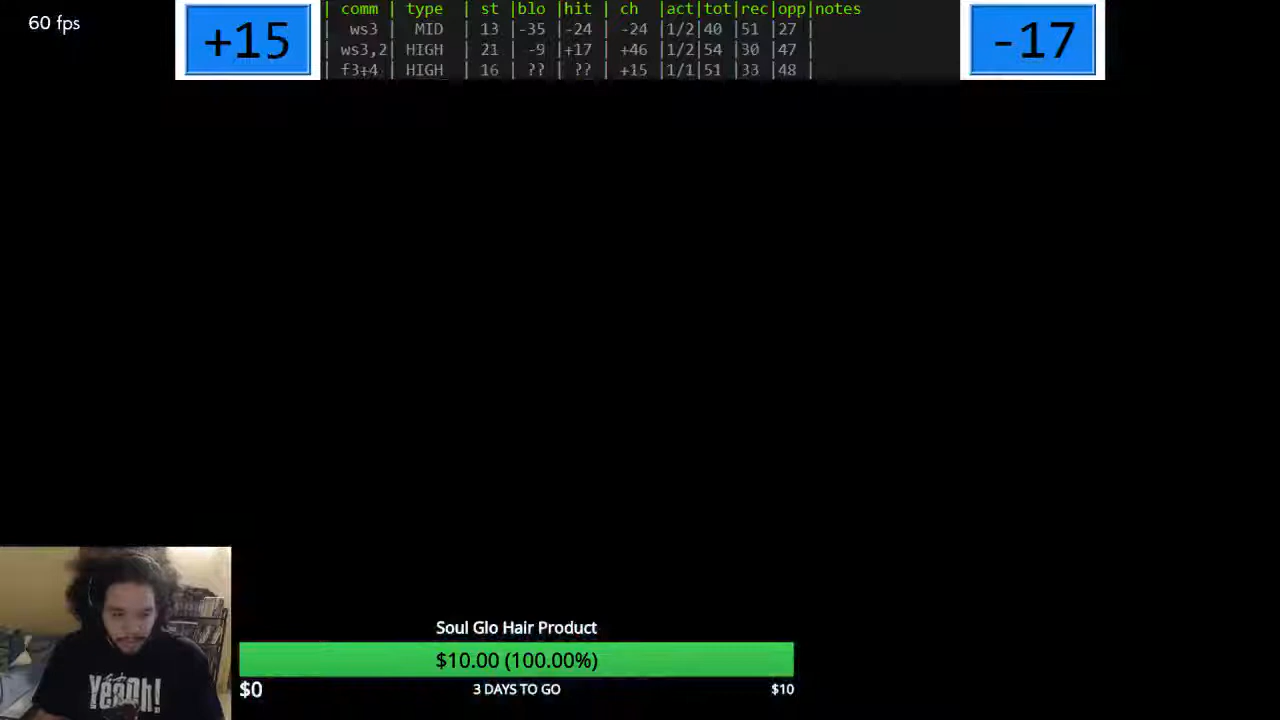 60 fps
+15
| comm | type | st |blo |hit | ch |act|tot|rec|opp|notes
| ws3 | MID | 13 |-35 |-24 | -24 |1/2|40 |51 |27 |
| ws3,2| HIGH | 21 | -9 |+17 | +46 |1/2|54 |30 |47 |
| f3+4 | HIGH | 16 | ?? | ?? | +15 |1/1|51 |33 |48 |
-17
Yeaah!
Soul Glo Hair Product
$10.00 (100.00%)
$0
3 DAYS TO GO
$10